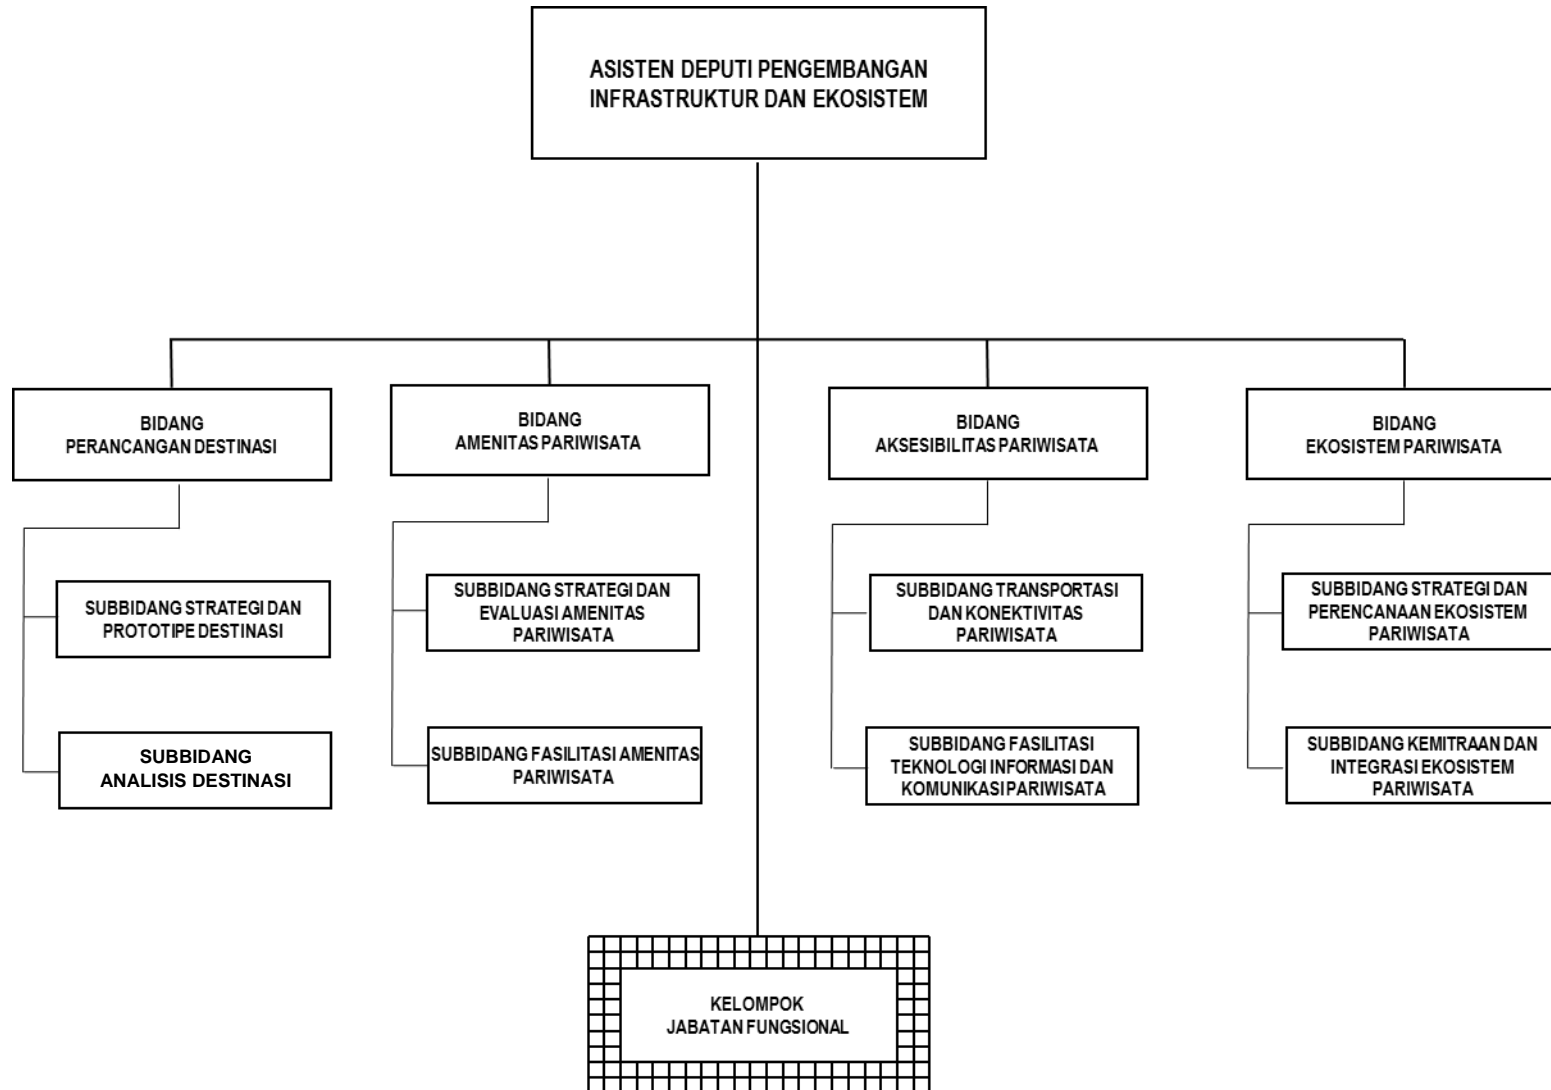 ASISTEN DEPUTI PENGEMBANGAN
INFRASTRUKTUR DAN EKOSISTEM
BIDANG
PERANCANGAN DESTINASI
BIDANG
AMENITAS PARIWISATA
BIDANG
AKSESIBILITAS PARIWISATA
BIDANG
EKOSISTEM PARIWISATA
SUBBIDANG STRATEGI DAN
PROTOTIPE DESTINASI
SUBBIDANG STRATEGI DAN
EVALUASI AMENITAS
PARIWISATA
SUBBIDANG TRANSPORTASI
DAN KONEKTIVITAS
PARIWISATA
SUBBIDANG STRATEGI DAN
PERENCANAAN EKOSISTEM
PARIWISATA
SUBBIDANG
ANALISIS DESTINASI
SUBBIDANG FASILITASI AMENITAS
PARIWISATA
SUBBIDANG FASILITASI
TEKNOLOGI INFORMASI DAN
KOMUNIKASI PARIWISATA
SUBBIDANG KEMITRAAN DAN
INTEGRASI EKOSISTEM
PARIWISATA
KELOMPOK
JABATAN FUNGSIONAL